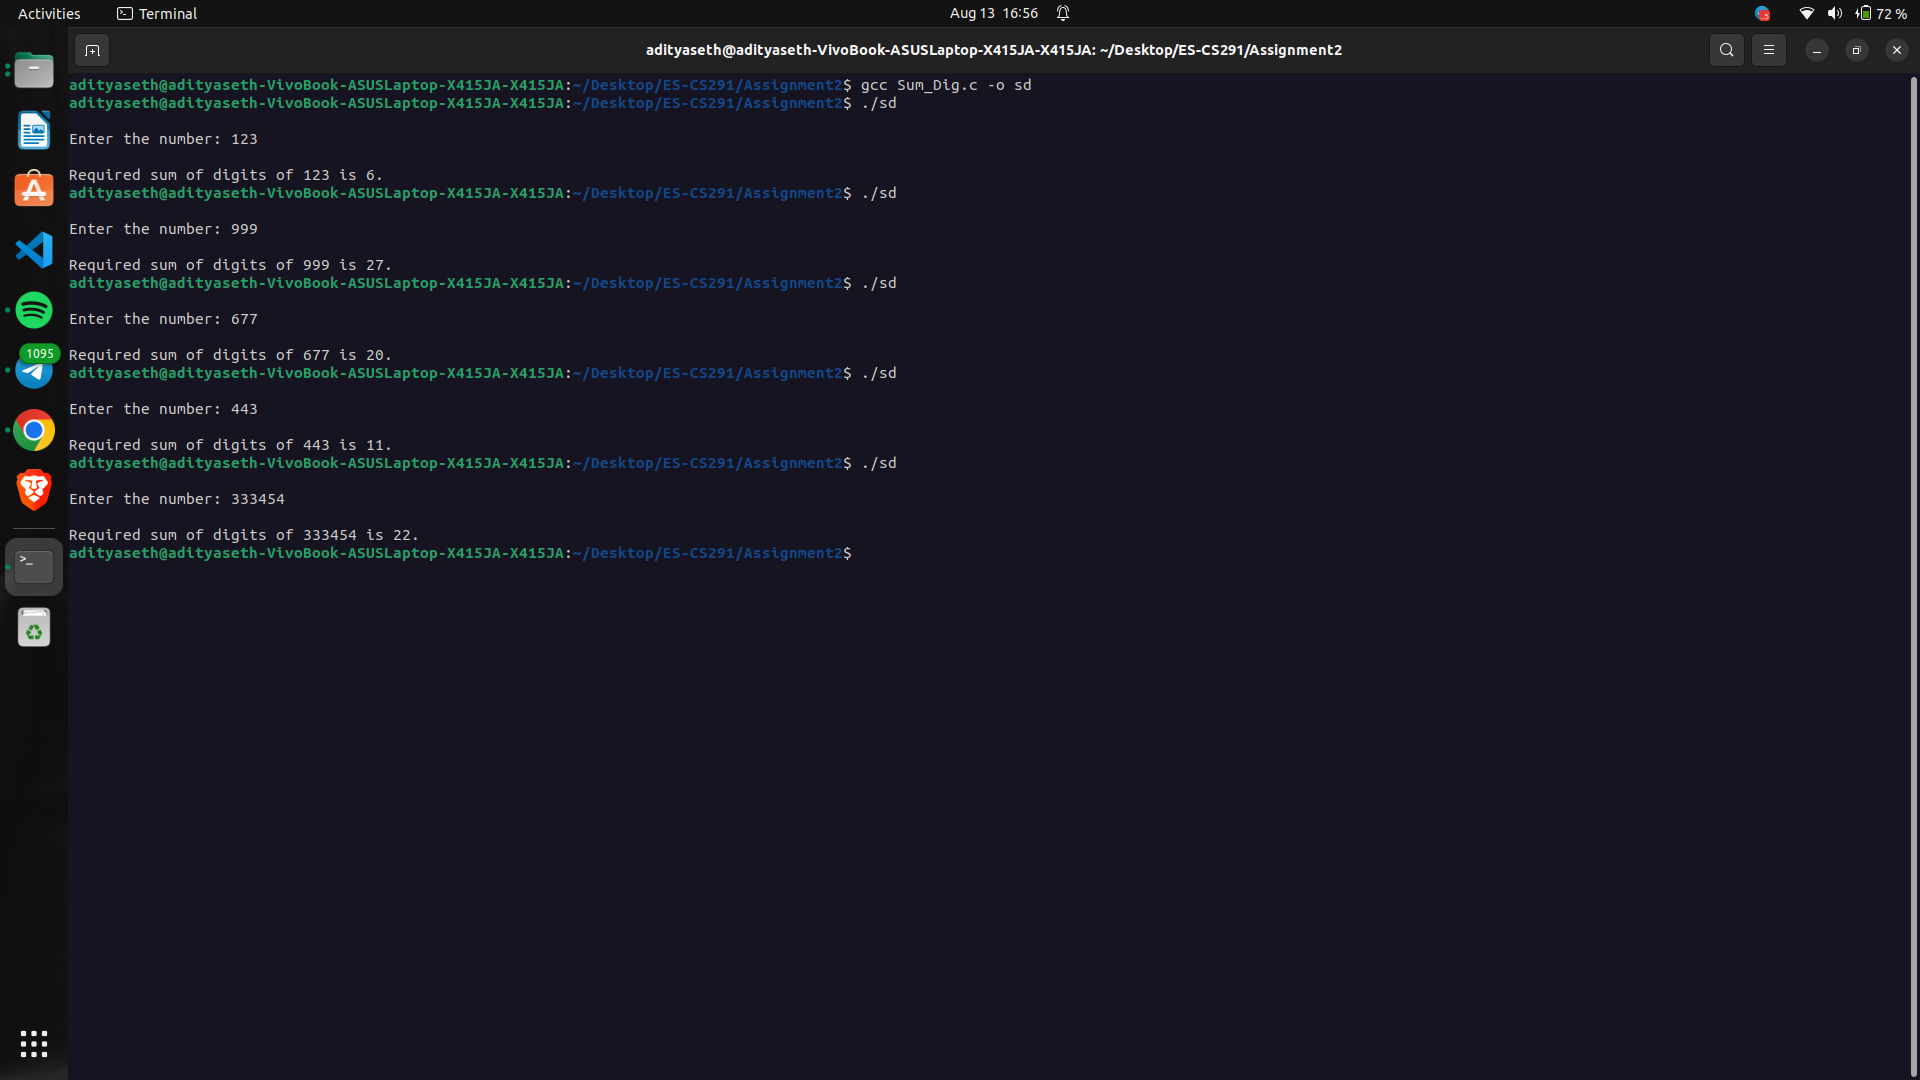 Activities Terminal Aug 13 16:56 72 %
adityaseth@adityaseth-VivoBook-ASUSLaptop-X415JA-X415JA: ~/Desktop/ES-CS291/Assignment2
adityaseth@adityaseth-VivoBook-ASUSLaptop-X415JA-X415JA:~/Desktop/ES-CS291/Assignment2$ gcc Sum_Dig.c -o sd
adityaseth@adityaseth-VivoBook-ASUSLaptop-X415JA-X415JA:~/Desktop/ES-CS291/Assignment2$ ./sd
Enter the number: 123
Required sum of digits of 123 is 6.
adityaseth@adityaseth-VivoBook-ASUSLaptop-X415JA-X415JA:~/Desktop/ES-CS291/Assignment2$ ./sd
Enter the number: 999
Required sum of digits of 999 is 27.
adityaseth@adityaseth-VivoBook-ASUSLaptop-X415JA-X415JA:~/Desktop/ES-CS291/Assignment2$ ./sd
Enter the number: 677
Required sum of digits of 677 is 20.
adityaseth@adityaseth-VivoBook-ASUSLaptop-X415JA-X415JA:~/Desktop/ES-CS291/Assignment2$ ./sd
Enter the number: 443
Required sum of digits of 443 is 11.
adityaseth@adityaseth-VivoBook-ASUSLaptop-X415JA-X415JA:~/Desktop/ES-CS291/Assignment2$ ./sd
Enter the number: 333454
Required sum of digits of 333454 is 22.
adityaseth@adityaseth-VivoBook-ASUSLaptop-X415JA-X415JA:~/Desktop/ES-CS291/Assignment2$
1095